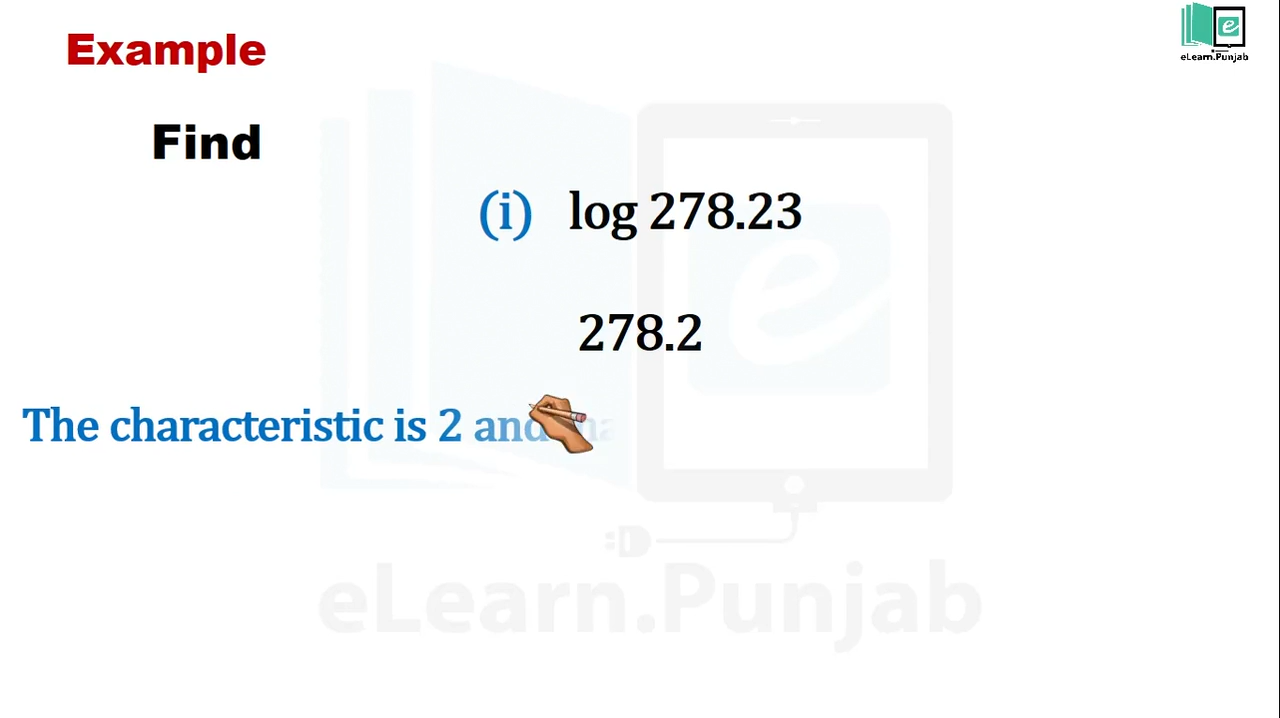 Example
eLearn.Punjab
Find
(i) log 278.23
278.2
The characteristic is 2 and
eLearn.Punjab